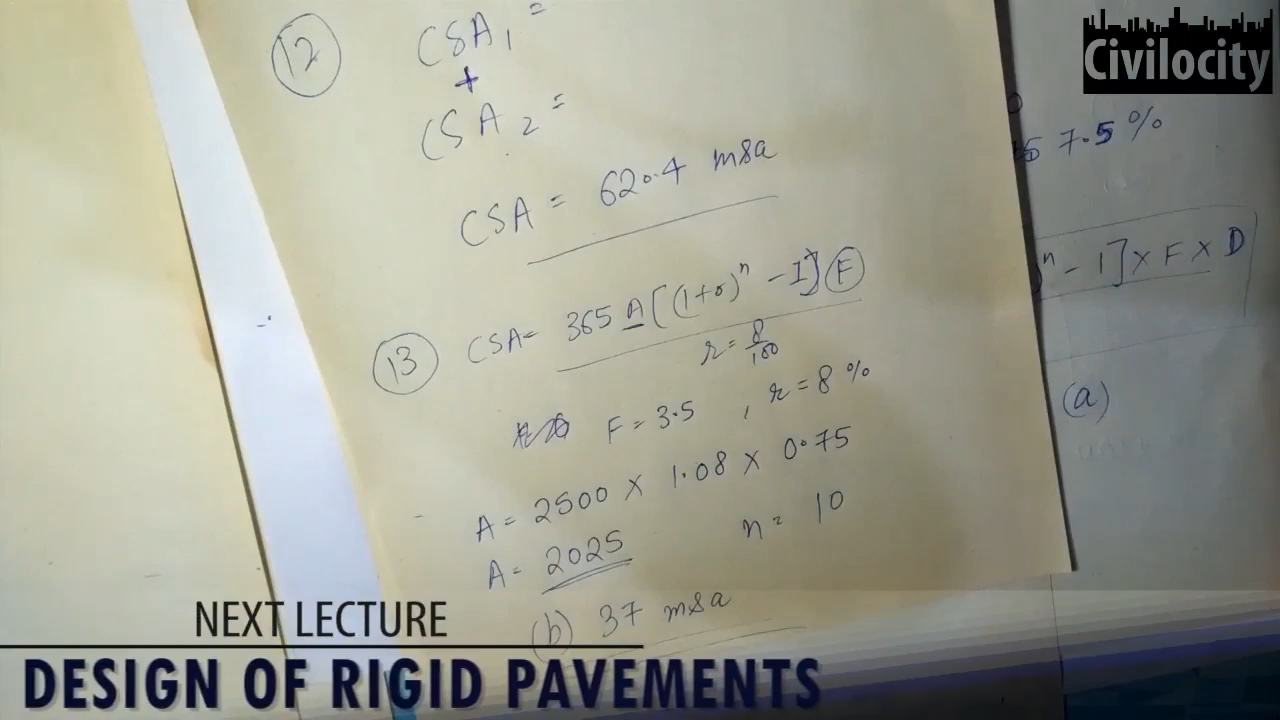 Civilocity
(12) CSA₁ =
+
CSA₂ =
CSA = 620.4 msa
(13) CSA = 365 A [(1+r)ⁿ - 1] (F)
r = 8/100
F = 3.5 , r = 8 %
A = 2500 × 1.08 × 0.75
A = 2025 n = 10
(b) 37 msa
7.5 %
)ⁿ - 1] × F × D
(a)
NEXT LECTURE
DESIGN OF RIGID PAVEMENTS